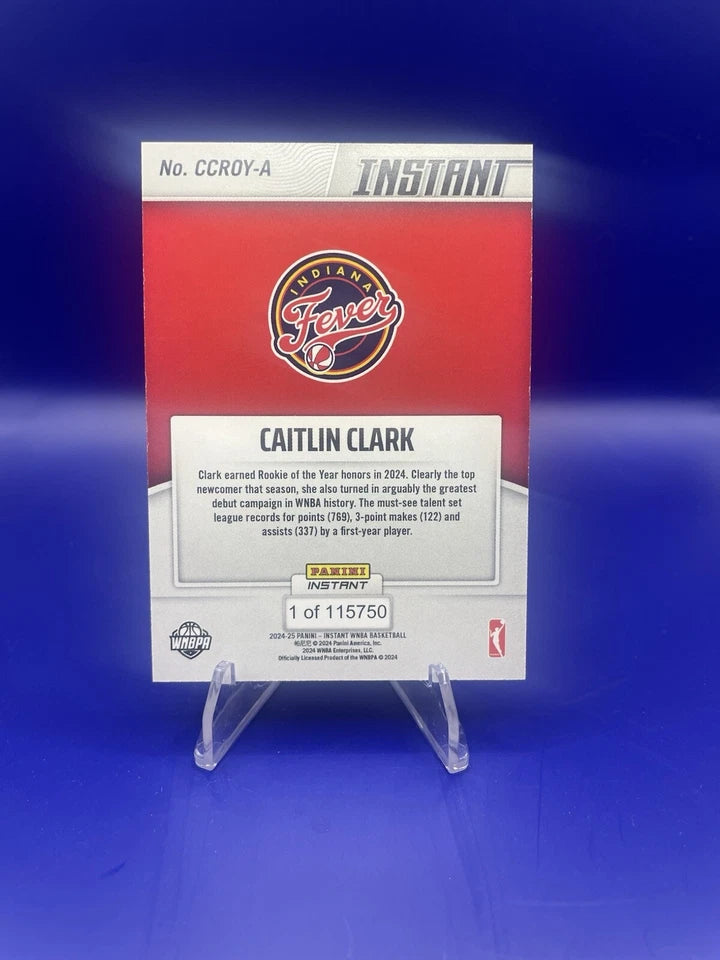 No. CCROY-A
INSTANT
INDIANA
Fever
CAITLIN CLARK
Clark earned Rookie of the Year honors in 2024. Clearly the top
newcomer that season, she also turned in arguably the greatest
debut campaign in WNBA history. The must-see talent set
league records for points (769), 3-point makes (122) and
assists (337) by a first-year player.
PANINI
INSTANT
1 of 115750
2024-25 PANINI – INSTANT WNBA BASKETBALL
帕尼尼 © 2024 Panini America, Inc.
2024 WNBA Enterprises, LLC.
Officially Licensed Product of the WNBPA © 2024
WNBPA